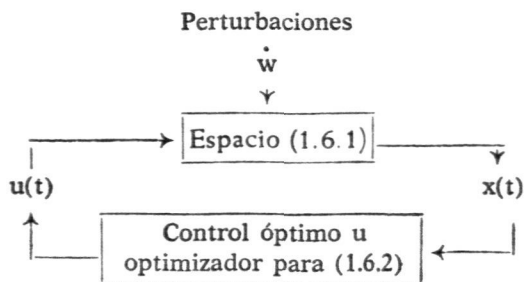 Perturbaciones
ẇ
Espacio (1.6.1)
u(t)
x(t)
Control óptimo u
optimizador para (1.6.2)